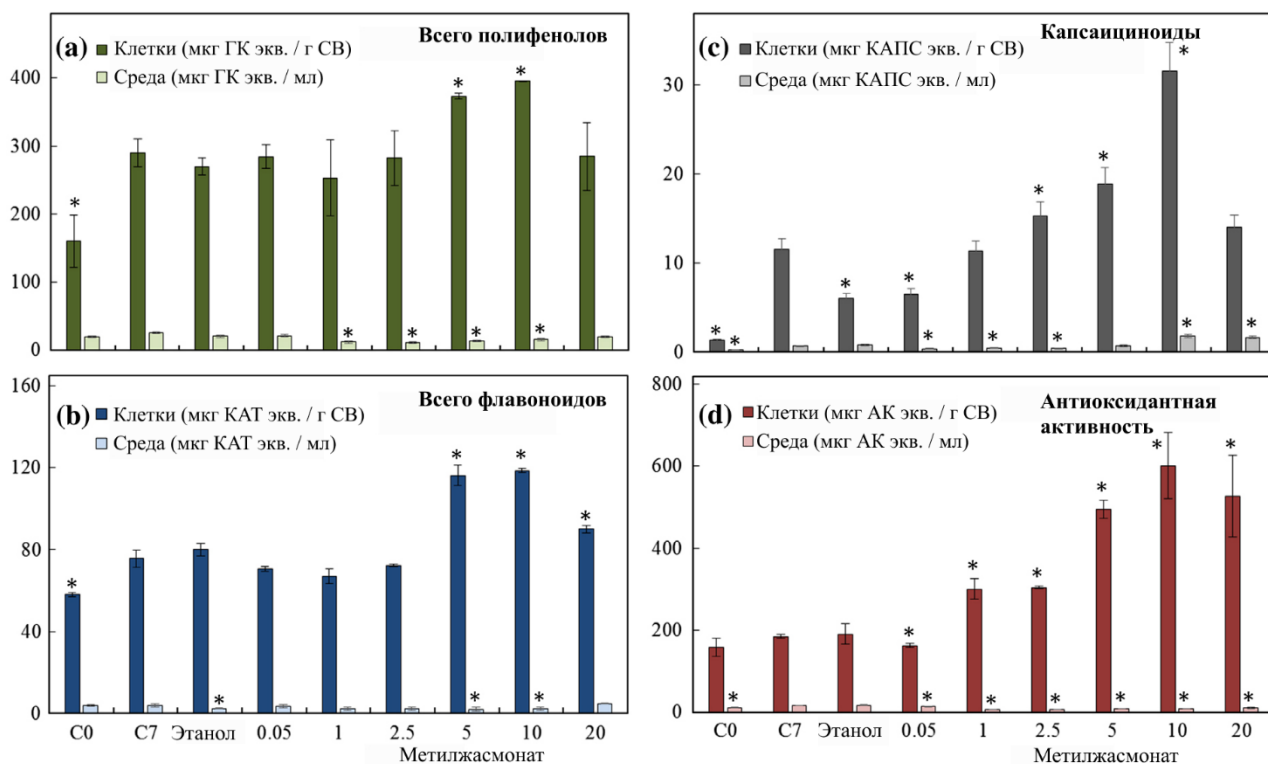 (a)
Всего полифенолов
Клетки (мкг ГК экв. / г СВ)
Среда (мкг ГК экв. / мл)
400
300
200
100
0
* * *
* * * *
(c)
Капсаициноиды
Клетки (мкг КАПС экв. / г СВ)
Среда (мкг КАПС экв. / мл)
30
20
10
0
* * * * * *
* * * * * *
(b)
Всего флавоноидов
Клетки (мкг КАТ экв. / г СВ)
Среда (мкг КАТ экв. / мл)
160
120
80
40
0
* * * *
* * *
C0 C7 Этанол 0.05 1 2.5 5 10 20
Метилжасмонат
(d)
Антиоксидантная
активность
Клетки (мкг АК экв. / г СВ)
Среда (мкг АК экв. / мл)
800
600
400
200
0
* * * * * *
* * * * * * *
C0 C7 Этанол 0.05 1 2.5 5 10 20
Метилжасмонат